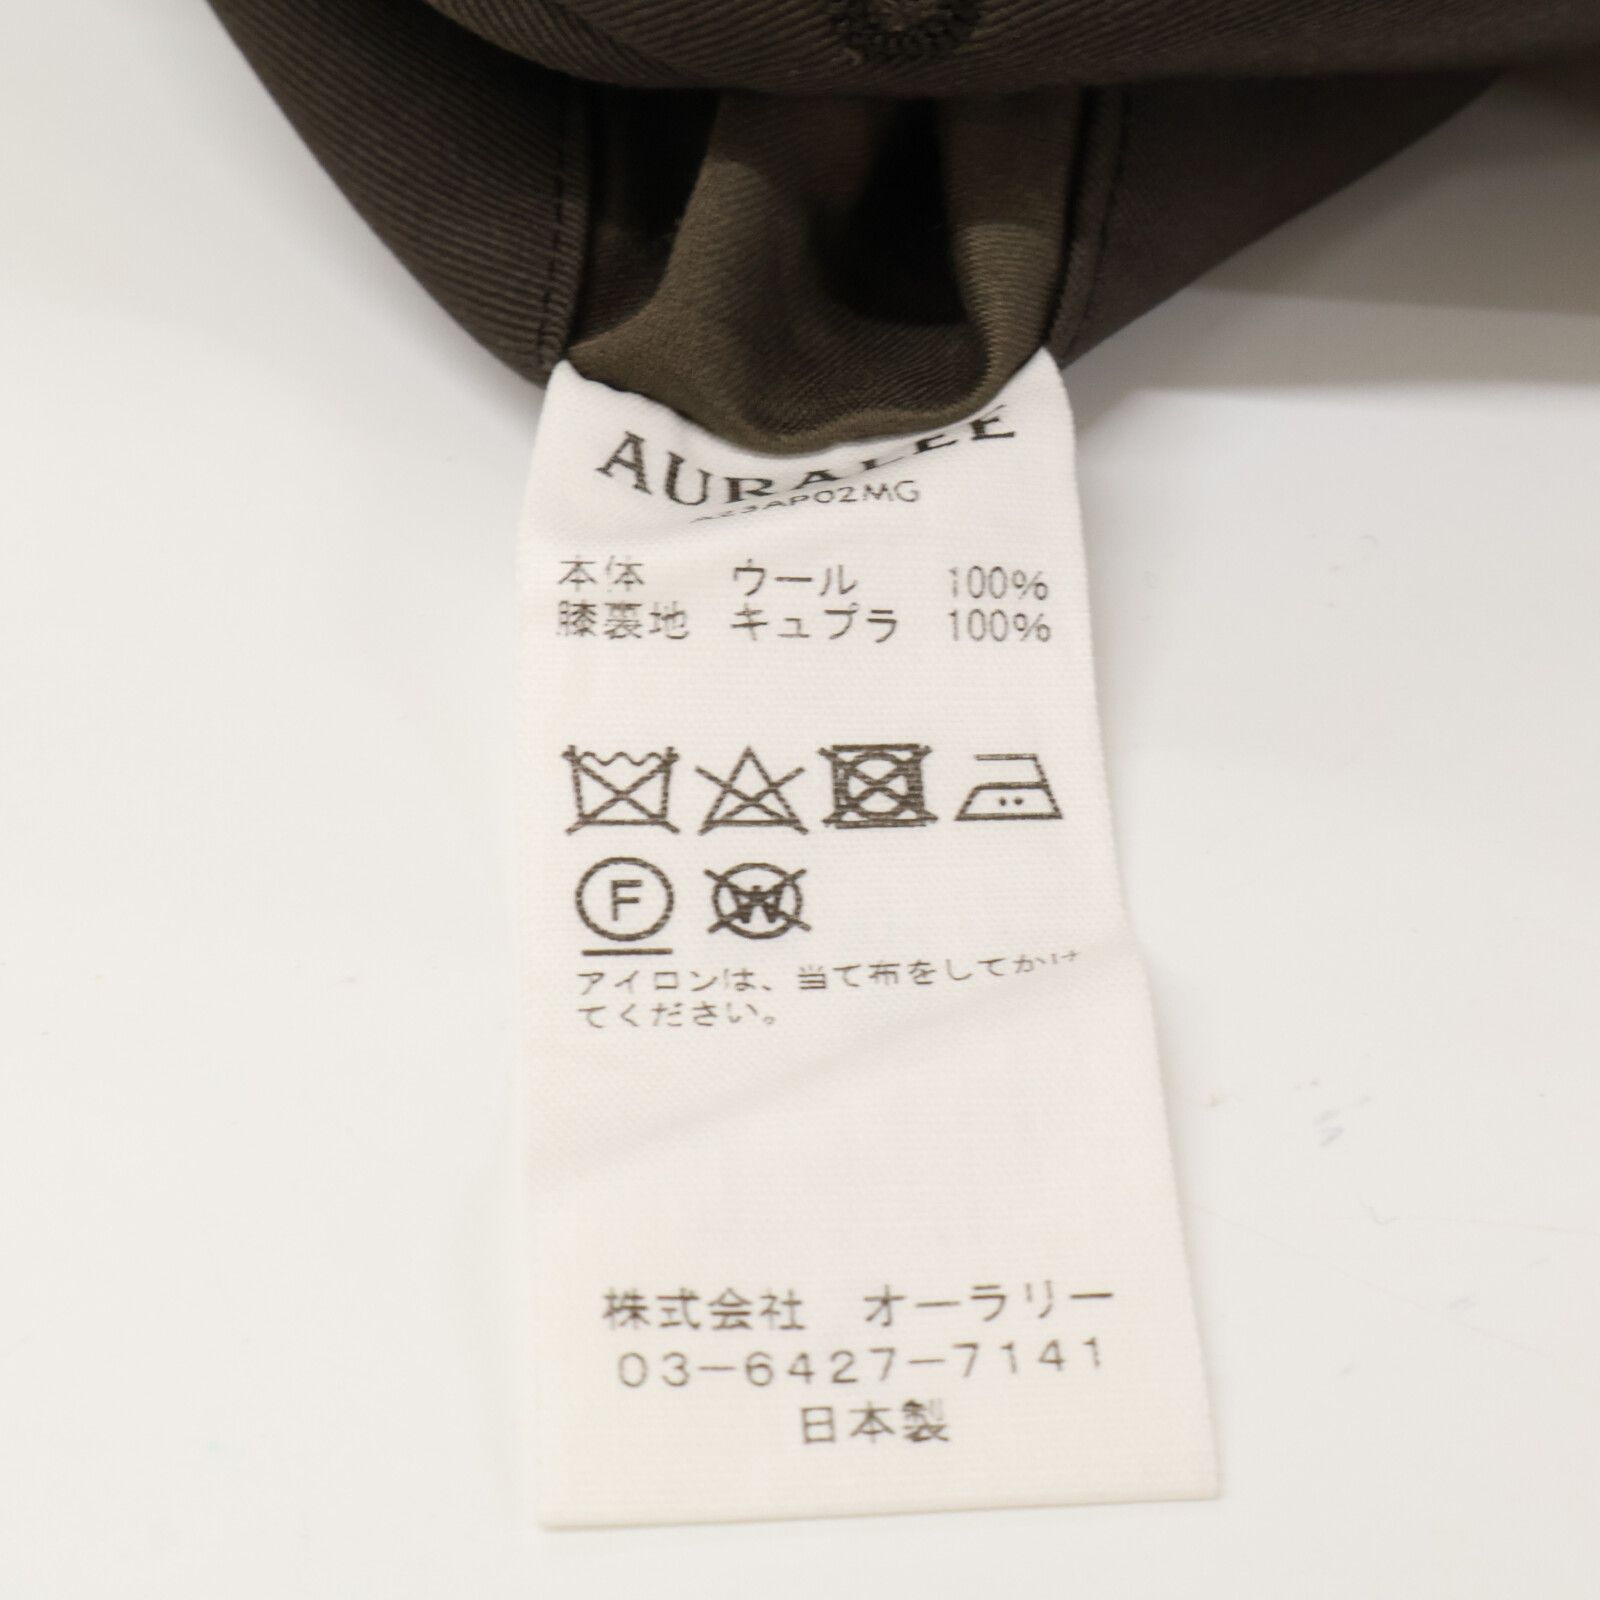 AURALEE
A23AP02MG
本体 ウール 100%
膝裏地 キュプラ 100%
F
W
アイロンは、当て布をしてかけ
てください。
株式会社 オーラリー
03-6427-7141
日本製